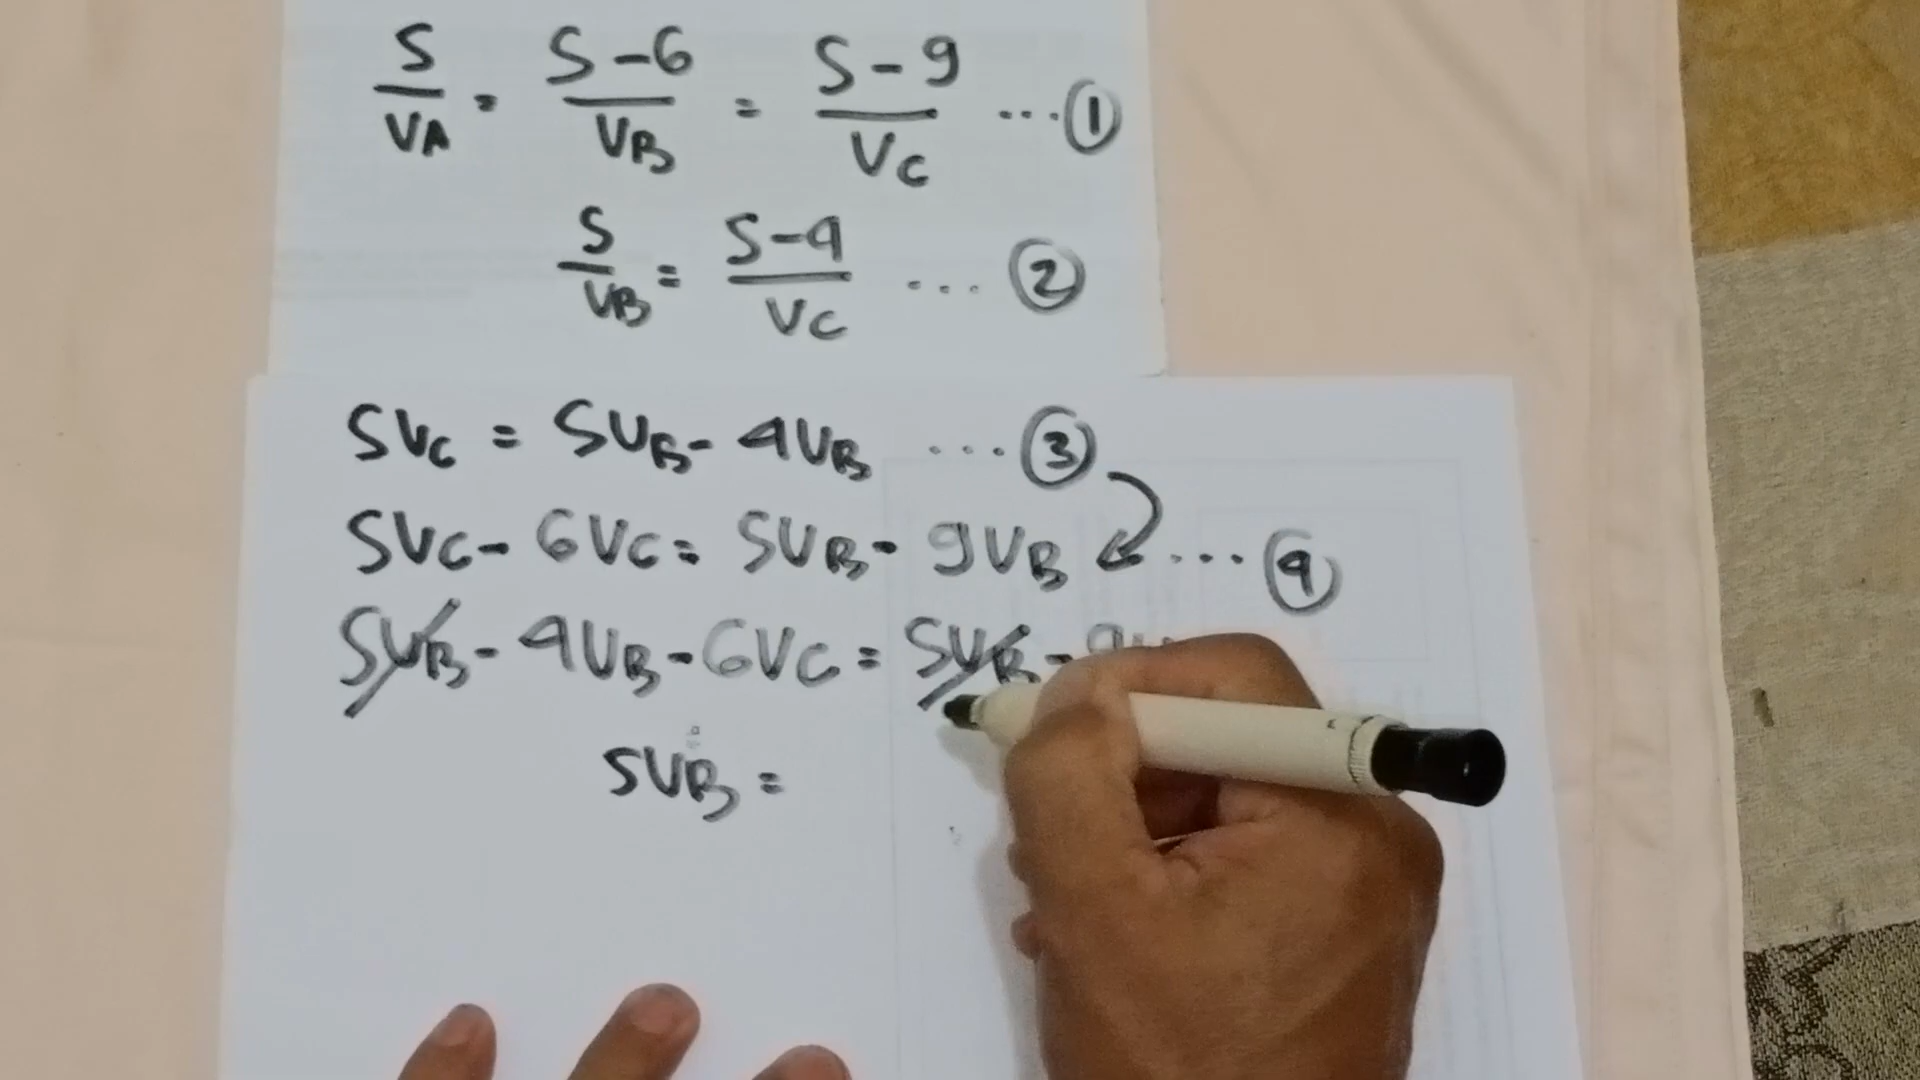 S/VA = S-6/VB = S-9/VC ...①
S/VB = S-4/VC ... ②
SVC = SVB - 4VB ... ③
SVC - 6VC = SVB - 9VB ... ④
SVB - 4VB - 6VC = SVB -
5VB =